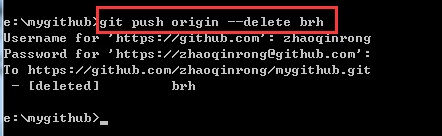 e:\mygithub>git push origin --delete brh
Username for 'https://github.com': zhaoqinrong
Password for 'https://zhaoqinrong@github.com':
To https://github.com/zhaoqinrong/mygithub.git
 - [deleted]         brh
e:\mygithub>